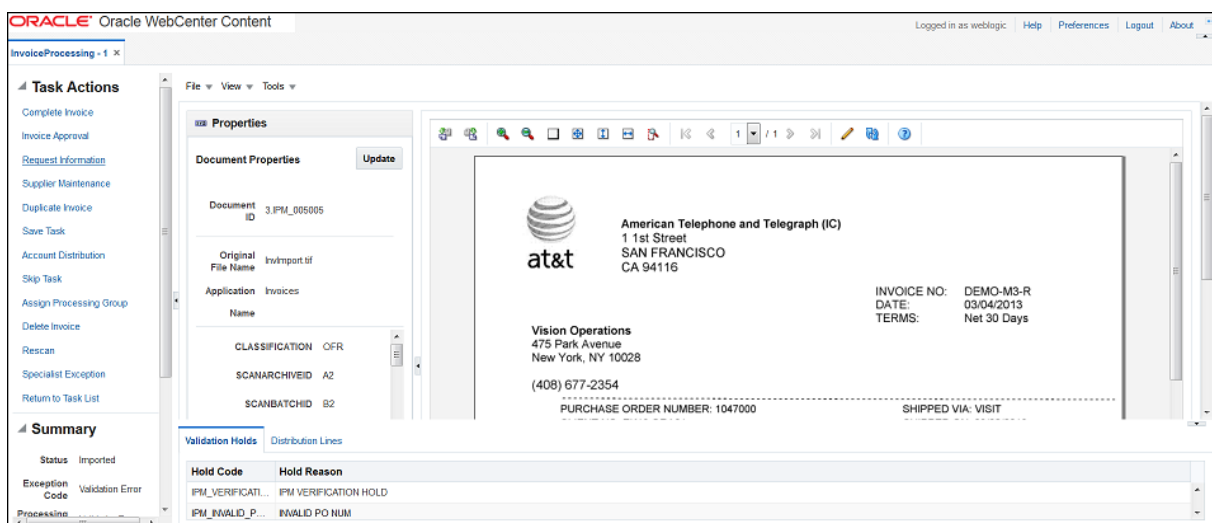 ORACLE Oracle WebCenter Content
Logged in as weblogic Help Preferences Logout About
InvoiceProcessing - 1 ×
Task Actions
Complete Invoice
Invoice Approval
Request Information
Supplier Maintenance
Duplicate Invoice
Save Task
Account Distribution
Skip Task
Assign Processing Group
Delete Invoice
Rescan
Specialist Exception
Return to Task List
Summary
Status Imported
Exception
Code Validation Error
Processing
File View Tools
Properties
Document Properties Update
Document
ID 3.IPM_005005
Original
File Name InvImport.tif
Application Invoices
Name
CLASSIFICATION OFR
SCANARCHIVEID A2
SCANBATCHID B2
1 / 1
at&t
American Telephone and Telegraph (IC)
1 1st Street
SAN FRANCISCO
CA 94116
INVOICE NO: DEMO-M3-R
DATE: 03/04/2013
TERMS: Net 30 Days
Vision Operations
475 Park Avenue
New York, NY 10028
(408) 677-2354
PURCHASE ORDER NUMBER: 1047000 SHIPPED VIA: VISIT
Validation Holds Distribution Lines
Hold Code Hold Reason
IPM_VERIFICATI... IPM VERIFICATION HOLD
IPM_INVALID_P... INVALID PO NUM